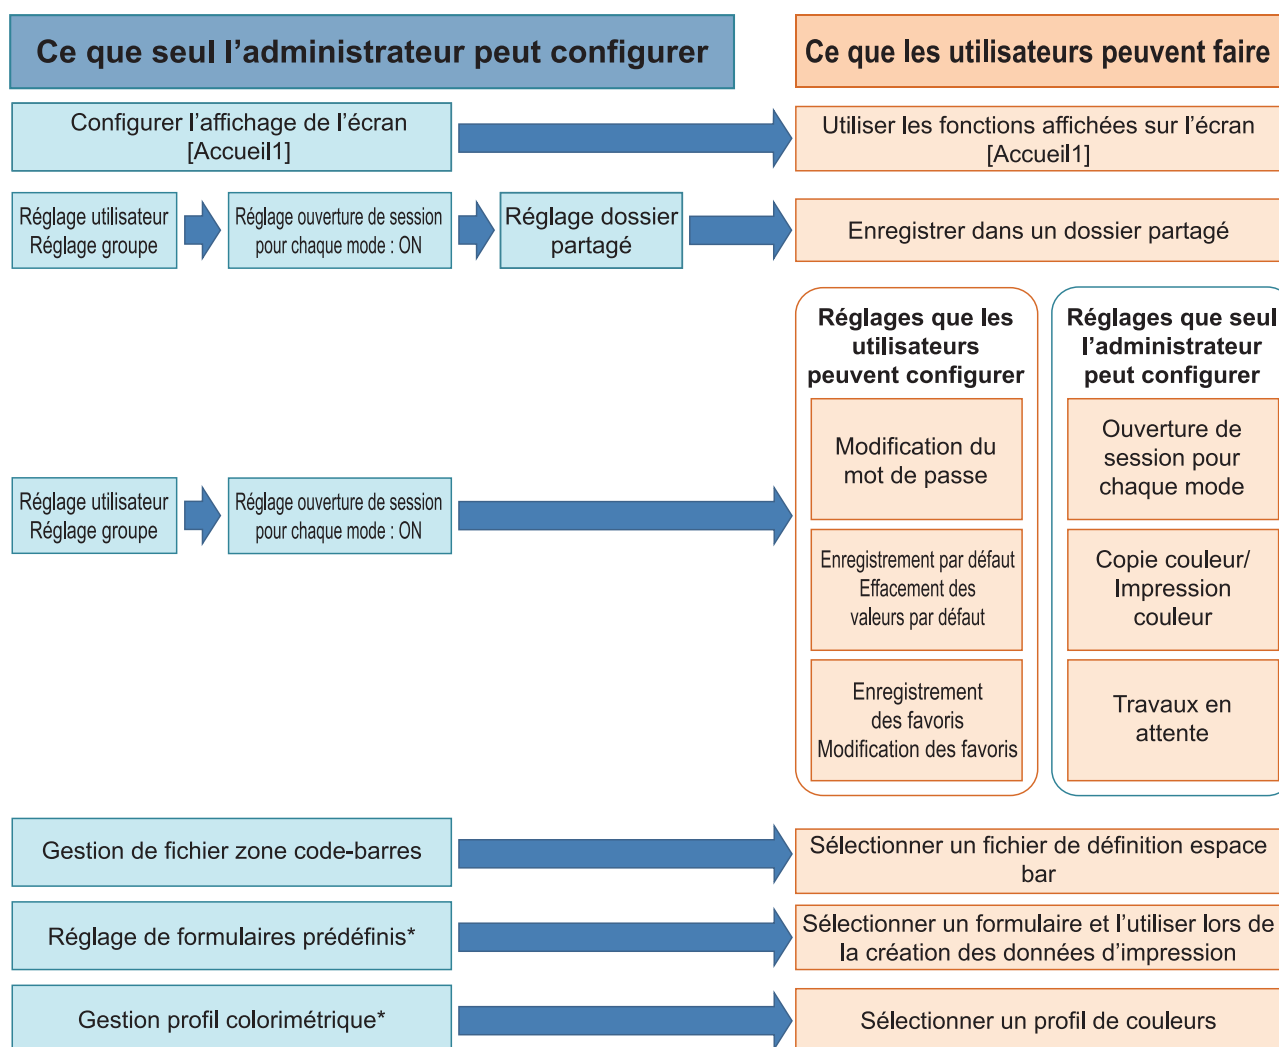 Ce que seul l’administrateur peut configurer
Ce que les utilisateurs peuvent faire
Configurer l’affichage de l’écran
[Accueil1]
Utiliser les fonctions affichées sur l’écran
[Accueil1]
Réglage utilisateur
Réglage groupe
Réglage ouverture de session
pour chaque mode : ON
Réglage dossier
partagé
Enregistrer dans un dossier partagé
Réglage utilisateur
Réglage groupe
Réglage ouverture de session
pour chaque mode : ON
Réglages que les
utilisateurs
peuvent configurer
Modification du
mot de passe
Enregistrement par défaut
Effacement des
valeurs par défaut
Enregistrement
des favoris
Modification des favoris
Réglages que seul
l’administrateur
peut configurer
Ouverture de
session pour
chaque mode
Copie couleur/
Impression
couleur
Travaux en
attente
Gestion de fichier zone code-barres
Sélectionner un fichier de définition espace
bar
Réglage de formulaires prédéfinis*
Sélectionner un formulaire et l’utiliser lors de
la création des données d’impression
Gestion profil colorimétrique*
Sélectionner un profil de couleurs